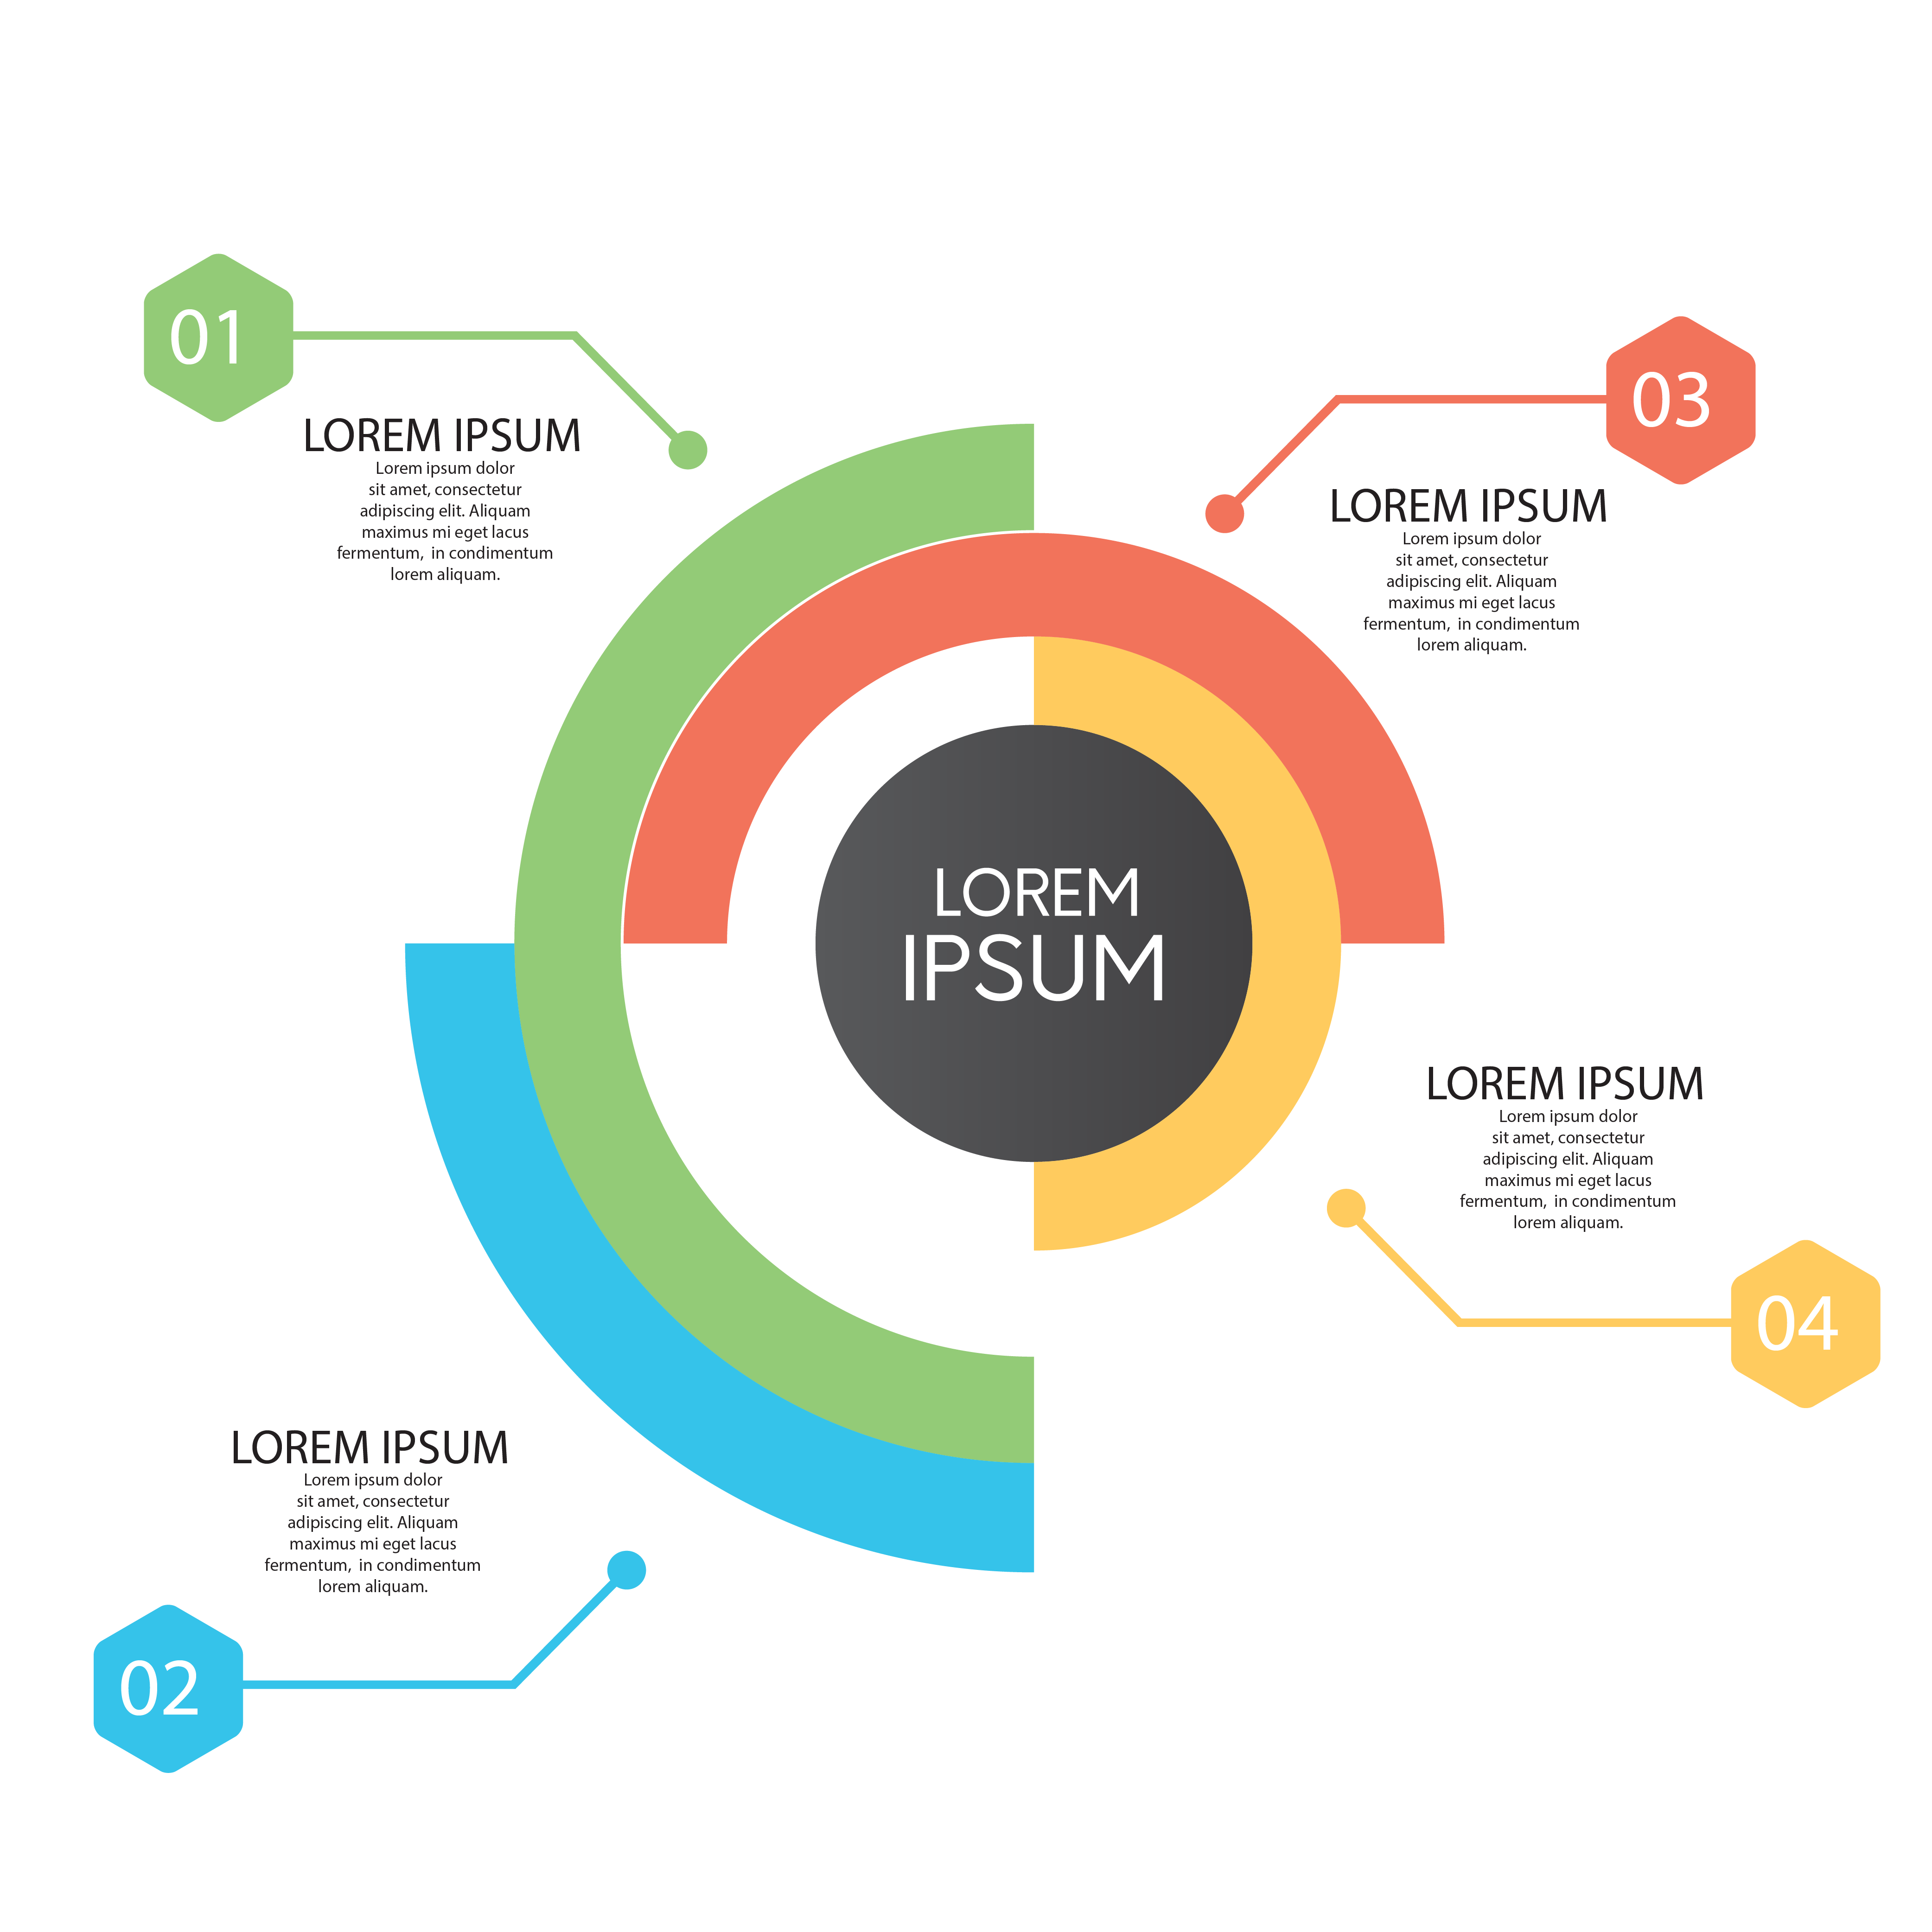 01
LOREM IPSUM
Lorem ipsum dolor
sit amet, consectetur
adipiscing elit. Aliquam
maximus mi eget lacus
fermentum,  in condimentum
lorem aliquam.
03
LOREM IPSUM
Lorem ipsum dolor
sit amet, consectetur
adipiscing elit. Aliquam
maximus mi eget lacus
fermentum,  in condimentum
lorem aliquam.
LOREM
IPSUM
LOREM IPSUM
Lorem ipsum dolor
sit amet, consectetur
adipiscing elit. Aliquam
maximus mi eget lacus
fermentum,  in condimentum
lorem aliquam.
04
LOREM IPSUM
Lorem ipsum dolor
sit amet, consectetur
adipiscing elit. Aliquam
maximus mi eget lacus
fermentum,  in condimentum
lorem aliquam.
02